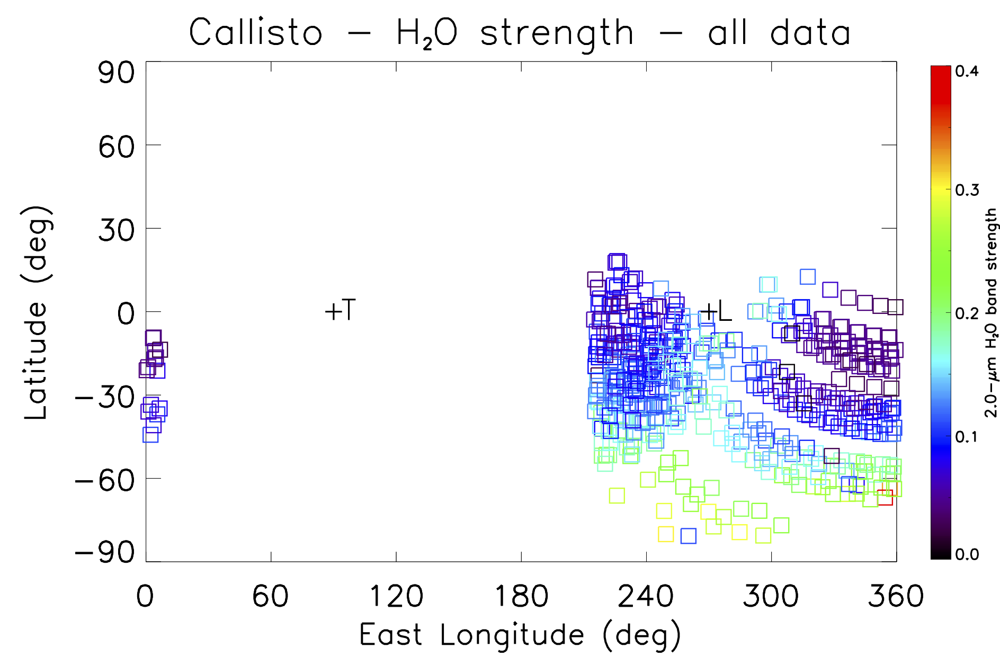 Callisto – H₂O strength – all data
90
60
30
0
−30
−60
−90
Latitude (deg)
+T
+L
0 60 120 180 240 300 360
East Longitude (deg)
0.4
0.3
0.2
0.1
0.0
2.0−μm H₂O band strength